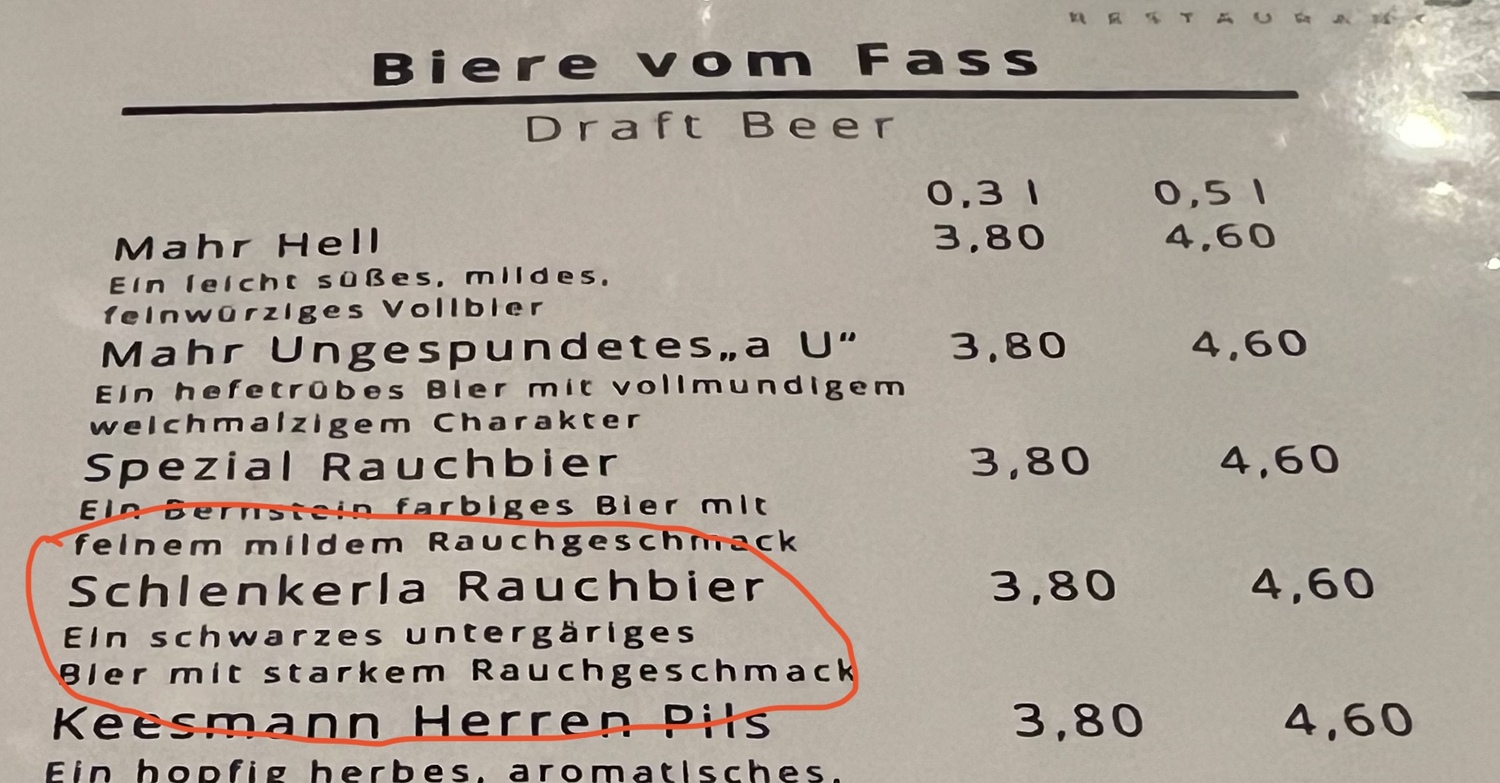 RESTAURANT
Biere vom Fass
Draft Beer
0,3 l 0,5 l
Mahr Hell 3,80 4,60
Ein leicht süßes, mildes,
feinwürziges Vollbier
Mahr Ungespundetes„a U“ 3,80 4,60
Ein hefetrübes Bier mit vollmundigem
weichmalzigem Charakter
Spezial Rauchbier 3,80 4,60
Ein Bernstein farbiges Bier mit
feinem mildem Rauchgeschmack
Schlenkerla Rauchbier 3,80 4,60
Ein schwarzes untergäriges
Bier mit starkem Rauchgeschmack
Keesmann Herren Pils 3,80 4,60
Ein hopfig herbes, aromatisches,